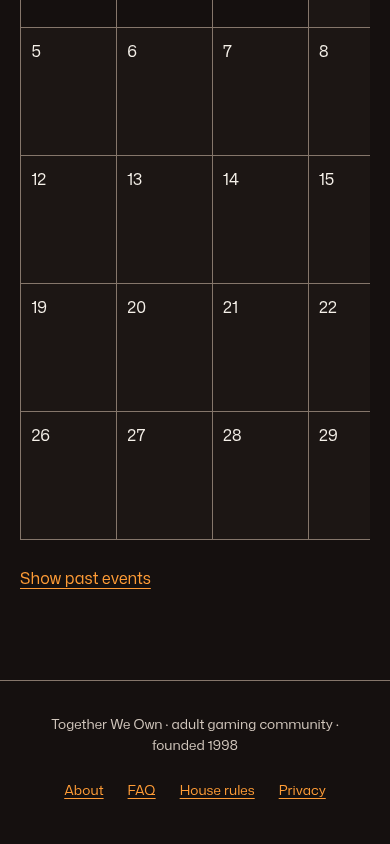 5 6 7 8
12 13 14 15
19 20 21 22
26 27 28 29
Show past events
Together We Own · adult gaming community ·
founded 1998
About FAQ House rules Privacy